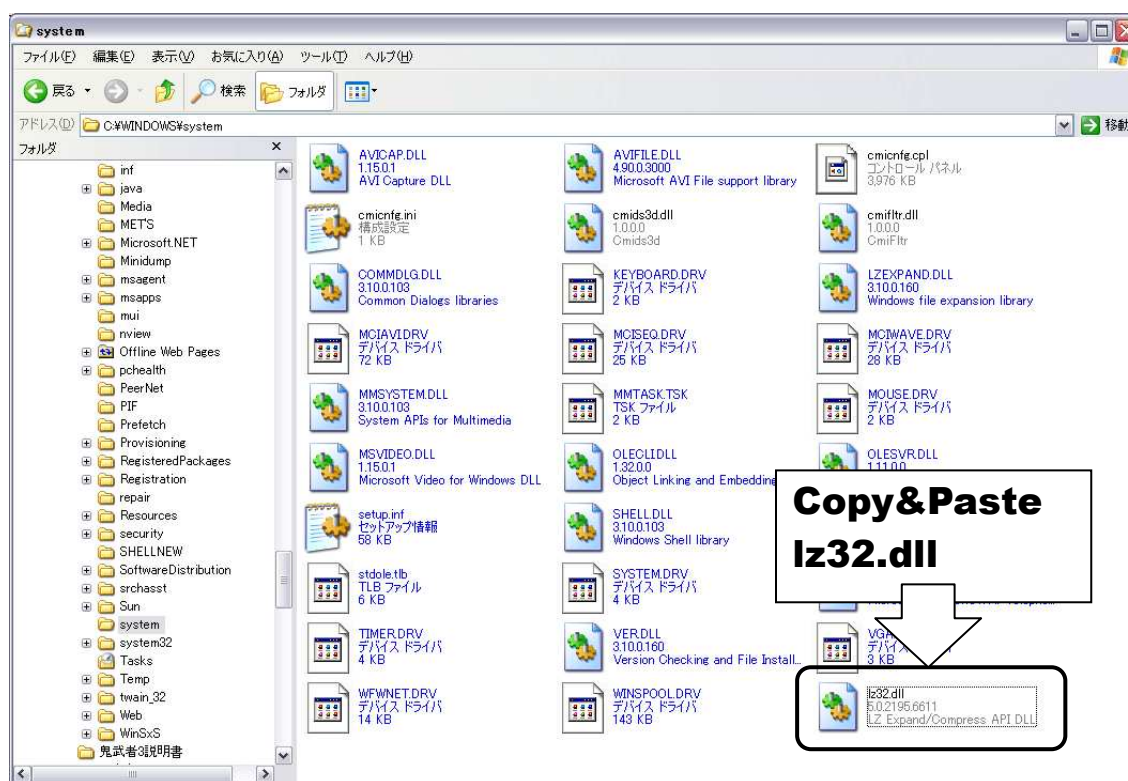 system
ファイル(F) 編集(E) 表示(V) お気に入り(A) ツール(T) ヘルプ(H)
戻る 検索 フォルダ
アドレス(D) C:¥WINDOWS¥system 移動
フォルダ
inf
java
Media
METS
Microsoft.NET
Minidump
msagent
msapps
mui
nview
Offline Web Pages
pchealth
PeerNet
PIF
Prefetch
Provisioning
RegisteredPackages
Registration
repair
Resources
security
SHELLNEW
SoftwareDistribution
srchasst
Sun
system
system32
Tasks
Temp
twain_32
Web
WinSxS
鬼武者3説明書
AVICAP.DLL
1.15.0.1
AVI Capture DLL
AVIFILE.DLL
4.90.0.3000
Microsoft AVI File support library
cmicnfg.cpl
コントロール パネル
3,976 KB
cmicnfg.ini
構成設定
1 KB
cmids3d.dll
1.0.0.0
Cmids3d
cmifltr.dll
1.0.0.0
CmiFltr
COMMDLG.DLL
3.10.0.103
Common Dialogs libraries
KEYBOARD.DRV
デバイス ドライバ
2 KB
LZEXPAND.DLL
3.10.0.160
Windows file expansion library
MCIAVI.DRV
デバイス ドライバ
72 KB
MCISEQ.DRV
デバイス ドライバ
25 KB
MCIWAVE.DRV
デバイス ドライバ
28 KB
MMSYSTEM.DLL
3.10.0.103
System APIs for Multimedia
MMTASK.TSK
TSK ファイル
2 KB
MOUSE.DRV
デバイス ドライバ
2 KB
MSVIDEO.DLL
1.15.0.1
Microsoft Video for Windows DLL
OLECLI.DLL
1.32.0.0
Object Linking and Embedding
OLESVR.DLL
1.11.0.0
setup.inf
セットアップ情報
58 KB
SHELL.DLL
3.10.0.103
Windows Shell library
Copy&Paste
lz32.dll
stdole.tlb
TLB ファイル
6 KB
SYSTEM.DRV
デバイス ドライバ
4 KB
TIMER.DRV
デバイス ドライバ
4 KB
VER.DLL
3.10.0.160
Version Checking and File Install...
VGA
デバイス ドライバ
3 KB
WFWNET.DRV
デバイス ドライバ
14 KB
WINSPOOL.DRV
デバイス ドライバ
143 KB
lz32.dll
5.0.2195.6611
LZ Expand/Compress API DLL